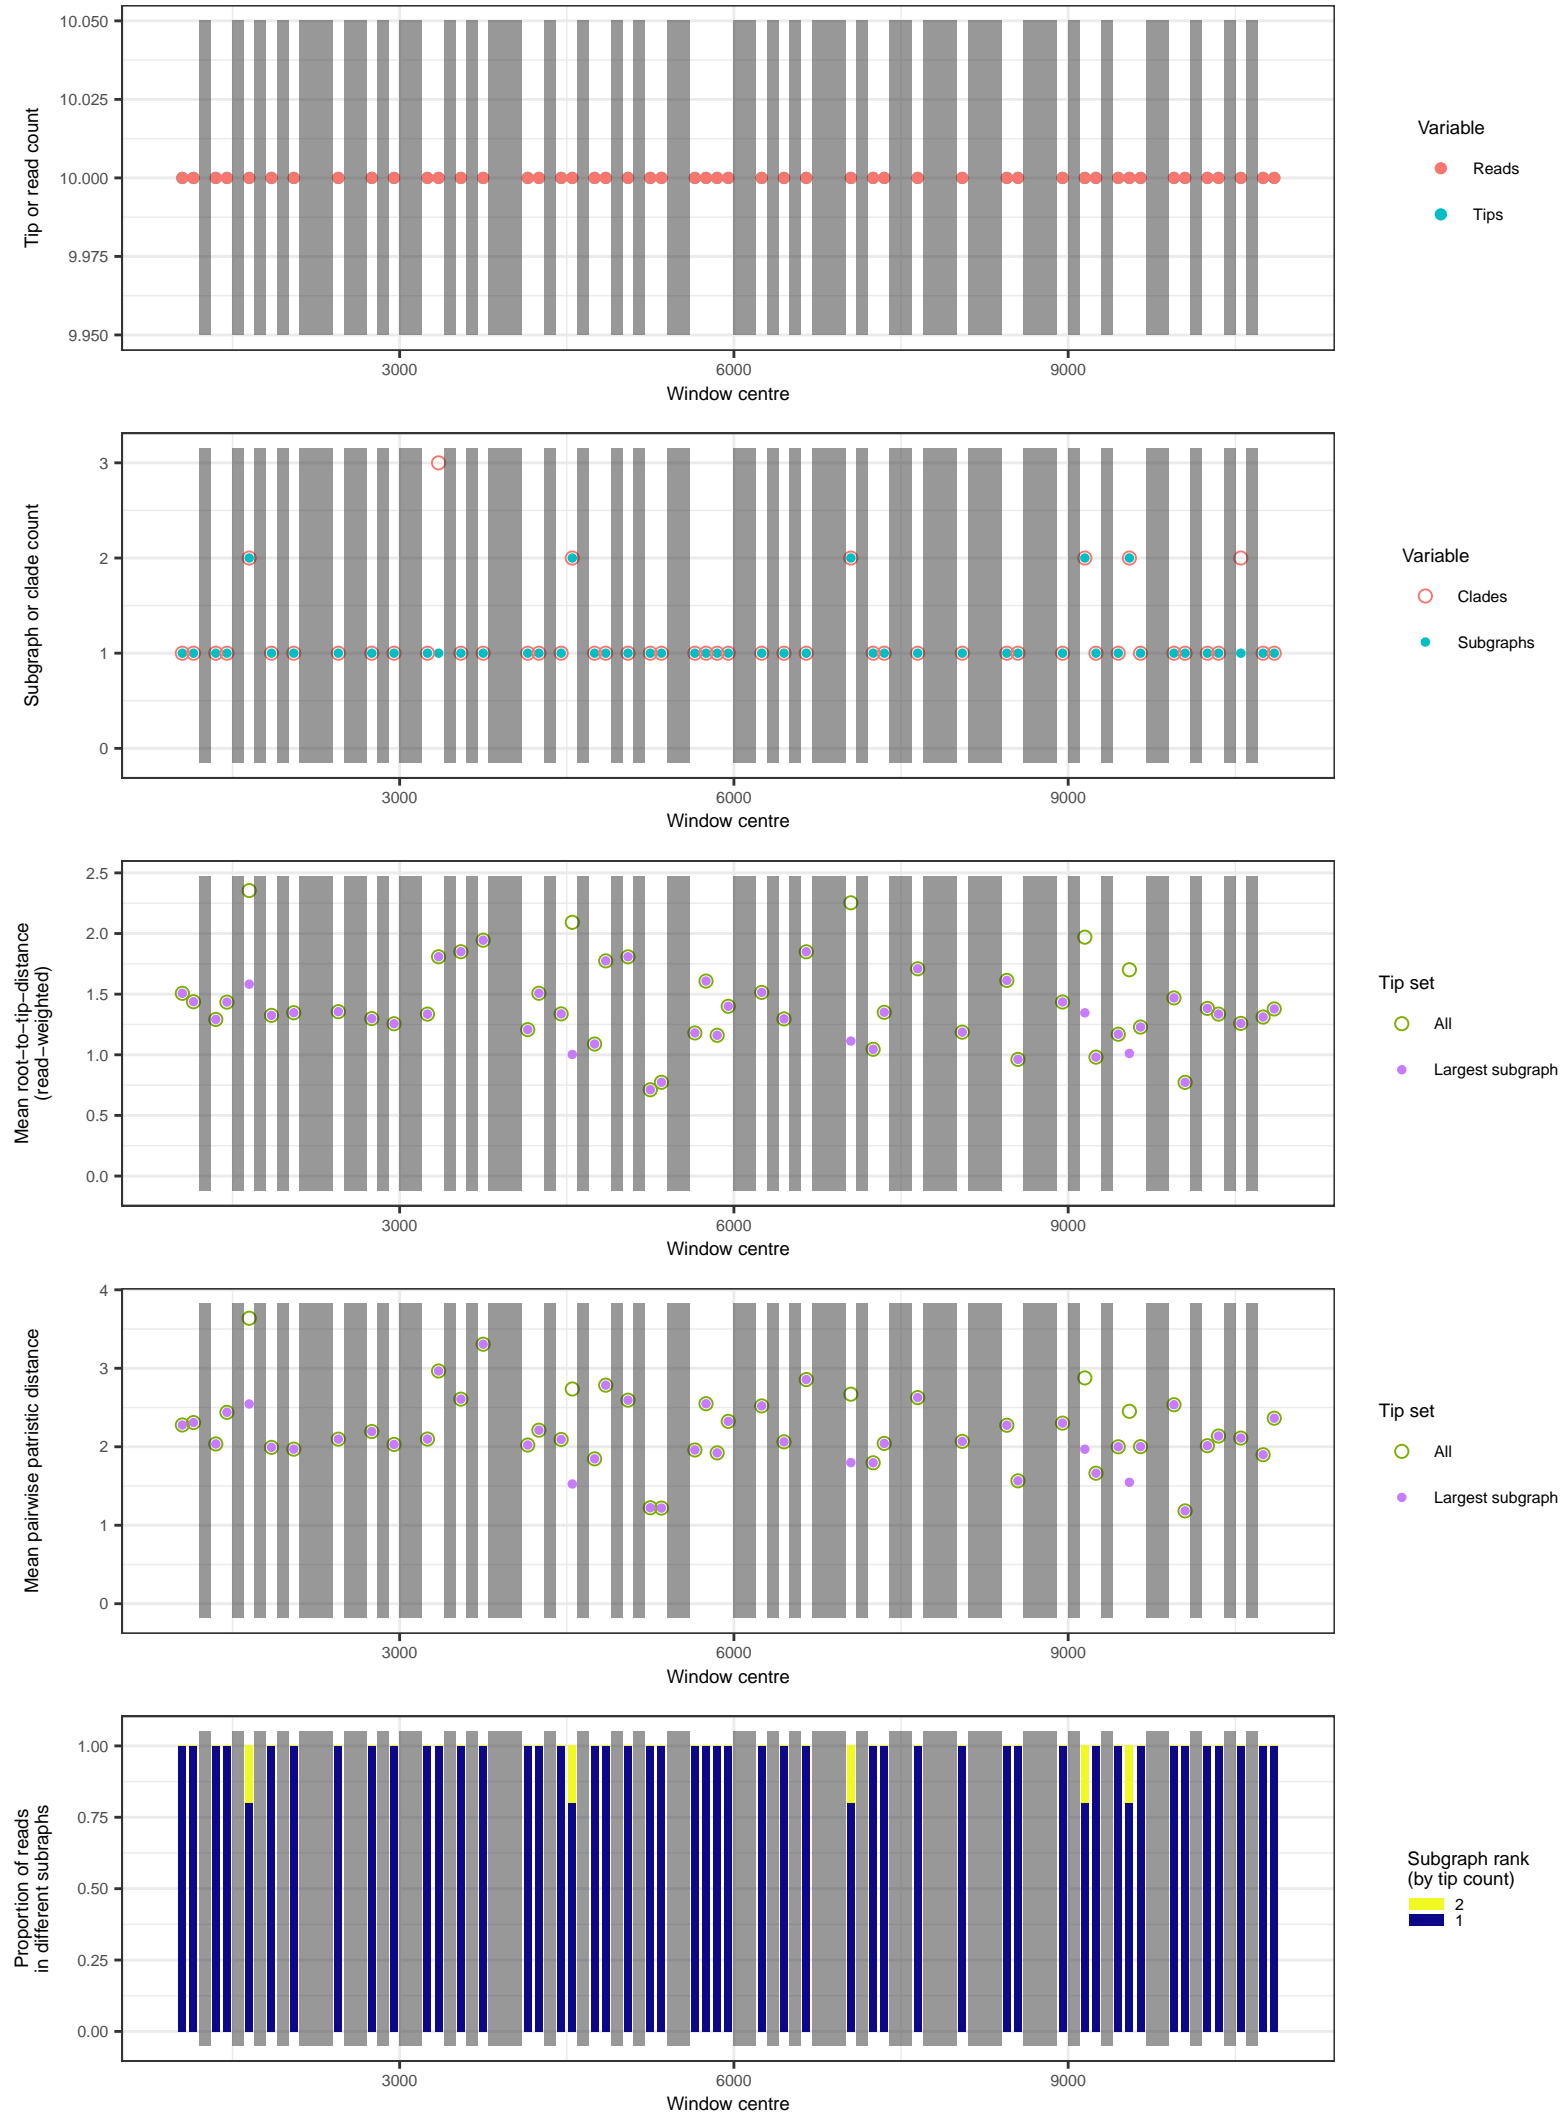 10.050
10.025
10.000
9.975
9.950
Tip or read count
3000
6000
9000
Window centre
Variable
Reads
Tips
3
2
1
0
Subgraph or clade count
3000
6000
9000
Window centre
Variable
Clades
Subgraphs
2.5
2.0
1.5
1.0
0.5
0.0
Mean root−to−tip−distance
(read−weighted)
3000
6000
9000
Window centre
Tip set
All
Largest subgraph
4
3
2
1
0
Mean pairwise patristic distance
3000
6000
9000
Window centre
Tip set
All
Largest subgraph
1.00
0.75
0.50
0.25
0.00
Proportion of reads
in different subraphs
3000
6000
9000
Window centre
Subgraph rank
(by tip count)
2
1